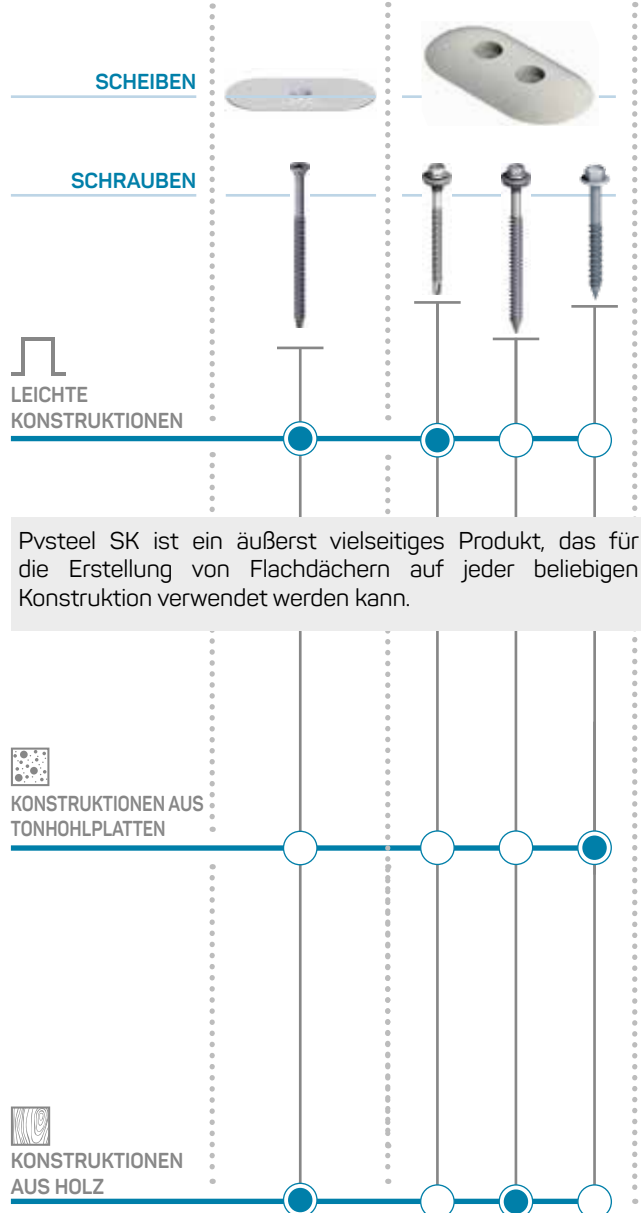 SCHEIBEN
SCHRAUBEN
LEICHTE
KONSTRUKTIONEN
Pvsteel SK ist ein äußerst vielseitiges Produkt, das für
die Erstellung von Flachdächern auf jeder beliebigen
Konstruktion verwendet werden kann.
KONSTRUKTIONEN AUS
TONHOHLPLATTEN
KONSTRUKTIONEN
AUS HOLZ